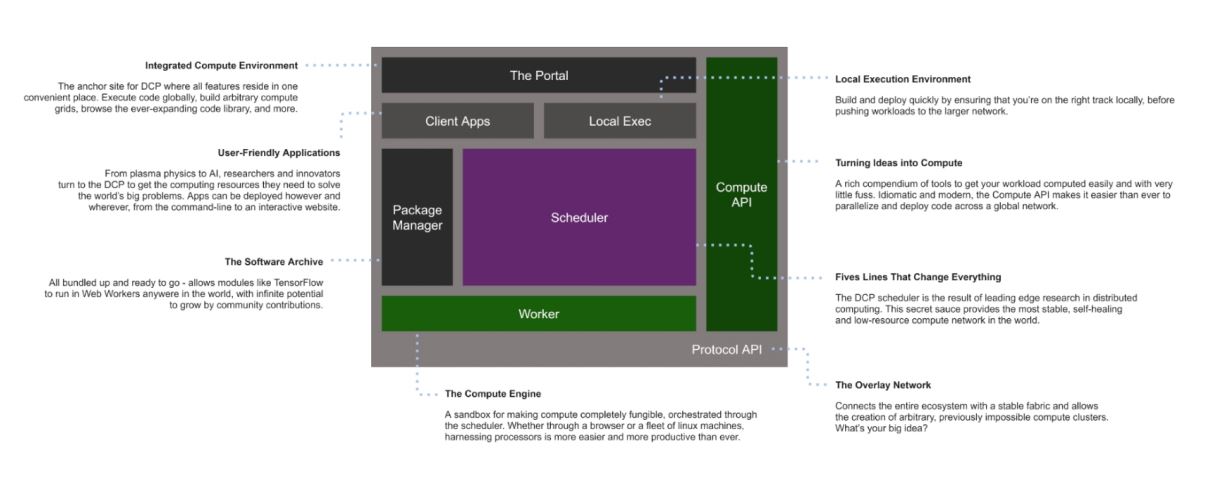 Integrated Compute Environment
The anchor site for DCP where all features reside in one
convenient place. Execute code globally, build arbitrary compute
grids, browse the ever-expanding code library, and more.
User-Friendly Applications
From plasma physics to AI, researchers and innovators
turn to the DCP to get the computing resources they need to solve
the world's big problems. Apps can be deployed however and
wherever, from the command-line to an interactive website.
The Software Archive
All bundled up and ready to go - allows modules like TensorFlow
to run in Web Workers anywere in the world, with infinite potential
to grow by community contributions.
The Portal
Client Apps
Local Exec
Package
Manager
Scheduler
Compute
API
Worker
Protocol API
The Compute Engine
A sandbox for making compute completely fungible, orchestrated through
the scheduler. Whether through a browser or a fleet of linux machines,
harnessing processors is more easier and more productive than ever.
Local Execution Environment
Build and deploy quickly by ensuring that you're on the right track locally, before
pushing workloads to the larger network.
Turning Ideas into Compute
A rich compendium of tools to get your workload computed easily and with very
little fuss. Idiomatic and modern, the Compute API makes it easier than ever to
parallelize and deploy code across a global network.
Fives Lines That Change Everything
The DCP scheduler is the result of leading edge research in distributed
computing. This secret sauce provides the most stable, self-healing
and low-resource compute network in the world.
The Overlay Network
Connects the entire ecosystem with a stable fabric and allows
the creation of arbitrary, previously impossible compute clusters.
What's your big idea?